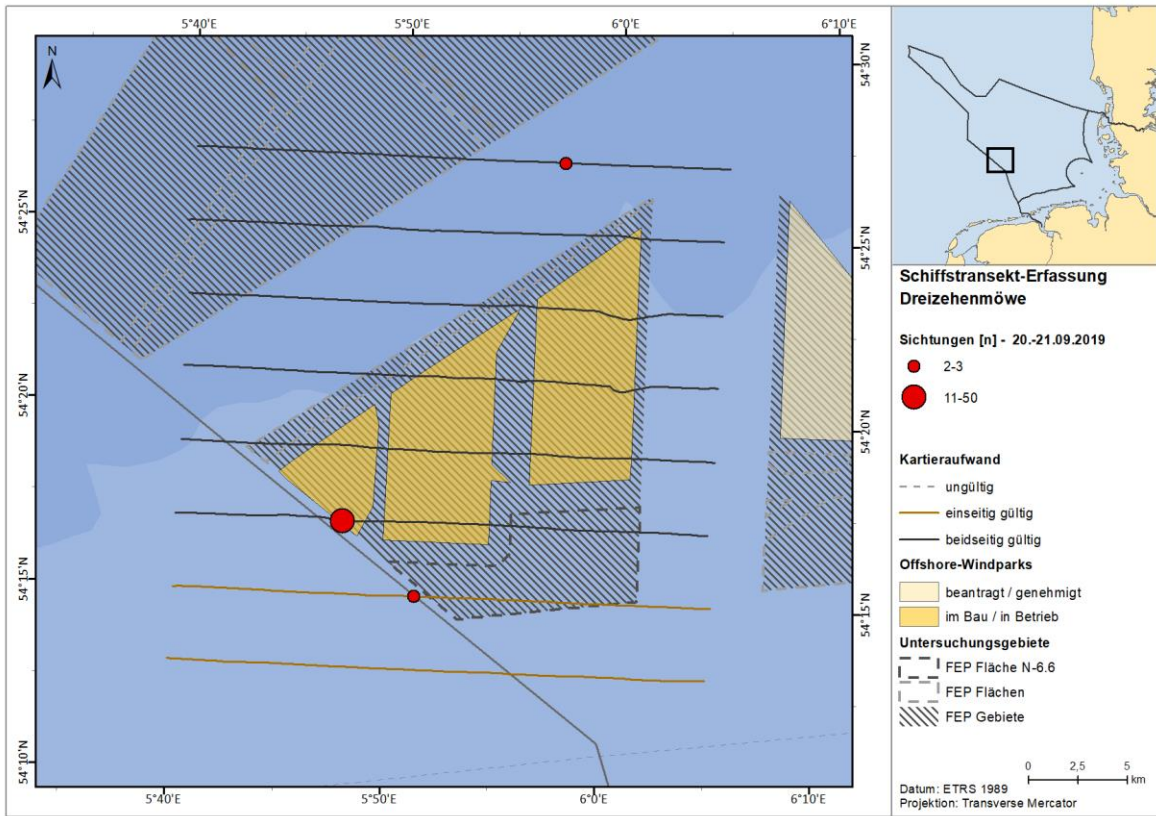 5°40'E 5°50'E 6°0'E 6°10'E
N
54°30'N
54°25'N
54°25'N
54°20'N
54°20'N
54°15'N
54°15'N
54°10'N
5°40'E 5°50'E 6°0'E 6°10'E
Schiffstransekt-Erfassung
Dreizehenmöwe
Sichtungen [n] - 20.-21.09.2019
2-3
11-50
Kartieraufwand
ungültig
einseitig gültig
beidseitig gültig
Offshore-Windparks
beantragt / genehmigt
im Bau / in Betrieb
Untersuchungsgebiete
FEP Fläche N-6.6
FEP Flächen
FEP Gebiete
0 2,5 5
km
Datum: ETRS 1989
Projektion: Transverse Mercator